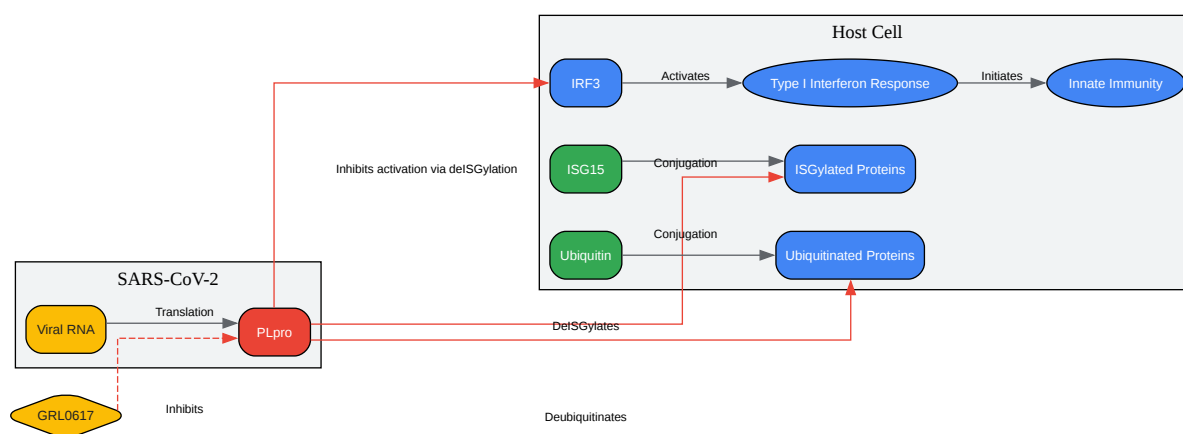 Host Cell
IRF3
Activates
Type I Interferon Response
Initiates
Innate Immunity
Inhibits activation via deISGylation
ISG15
Conjugation
ISGylated Proteins
Conjugation
Ubiquitin
Ubiquitinated Proteins
SARS-CoV-2
Viral RNA
Translation
PLpro
DeISGylates
GRL0617
Inhibits
Deubiquitinates